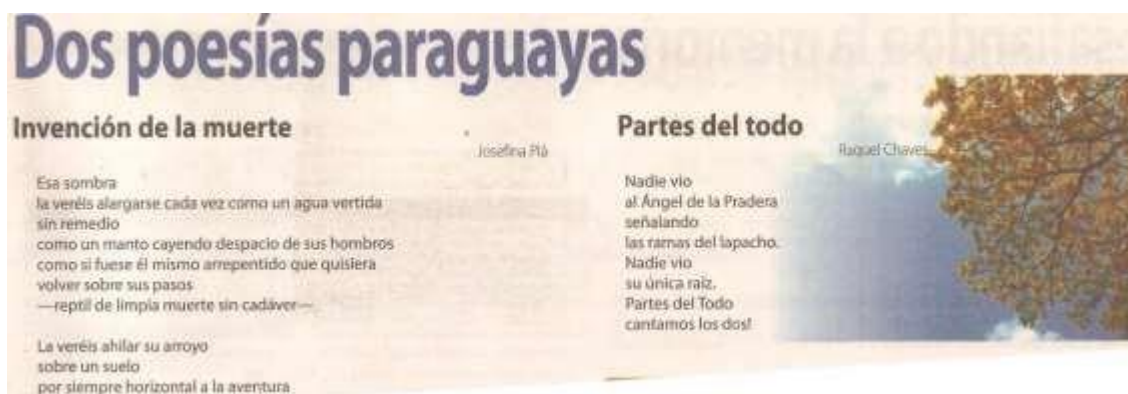 Dos poesías paraguayas
Invención de la muerte
Josefina Plá
Esa sombra
la veréis alargarse cada vez como un agua vertida
sin remedio
como un manto cayendo despacio de sus hombros
como si fuese él mismo arrepentido que quisiera
volver sobre sus pasos
—reptil de limpia muerte sin cadáver—
La veréis ahilar su arroyo
sobre un suelo
por siempre horizontal a la aventura
Partes del todo
Raquel Chaves
Nadie vio
al Ángel de la Pradera
señalando
las ramas del lapacho.
Nadie vio
su única raíz.
Partes del Todo
cantamos los dos!